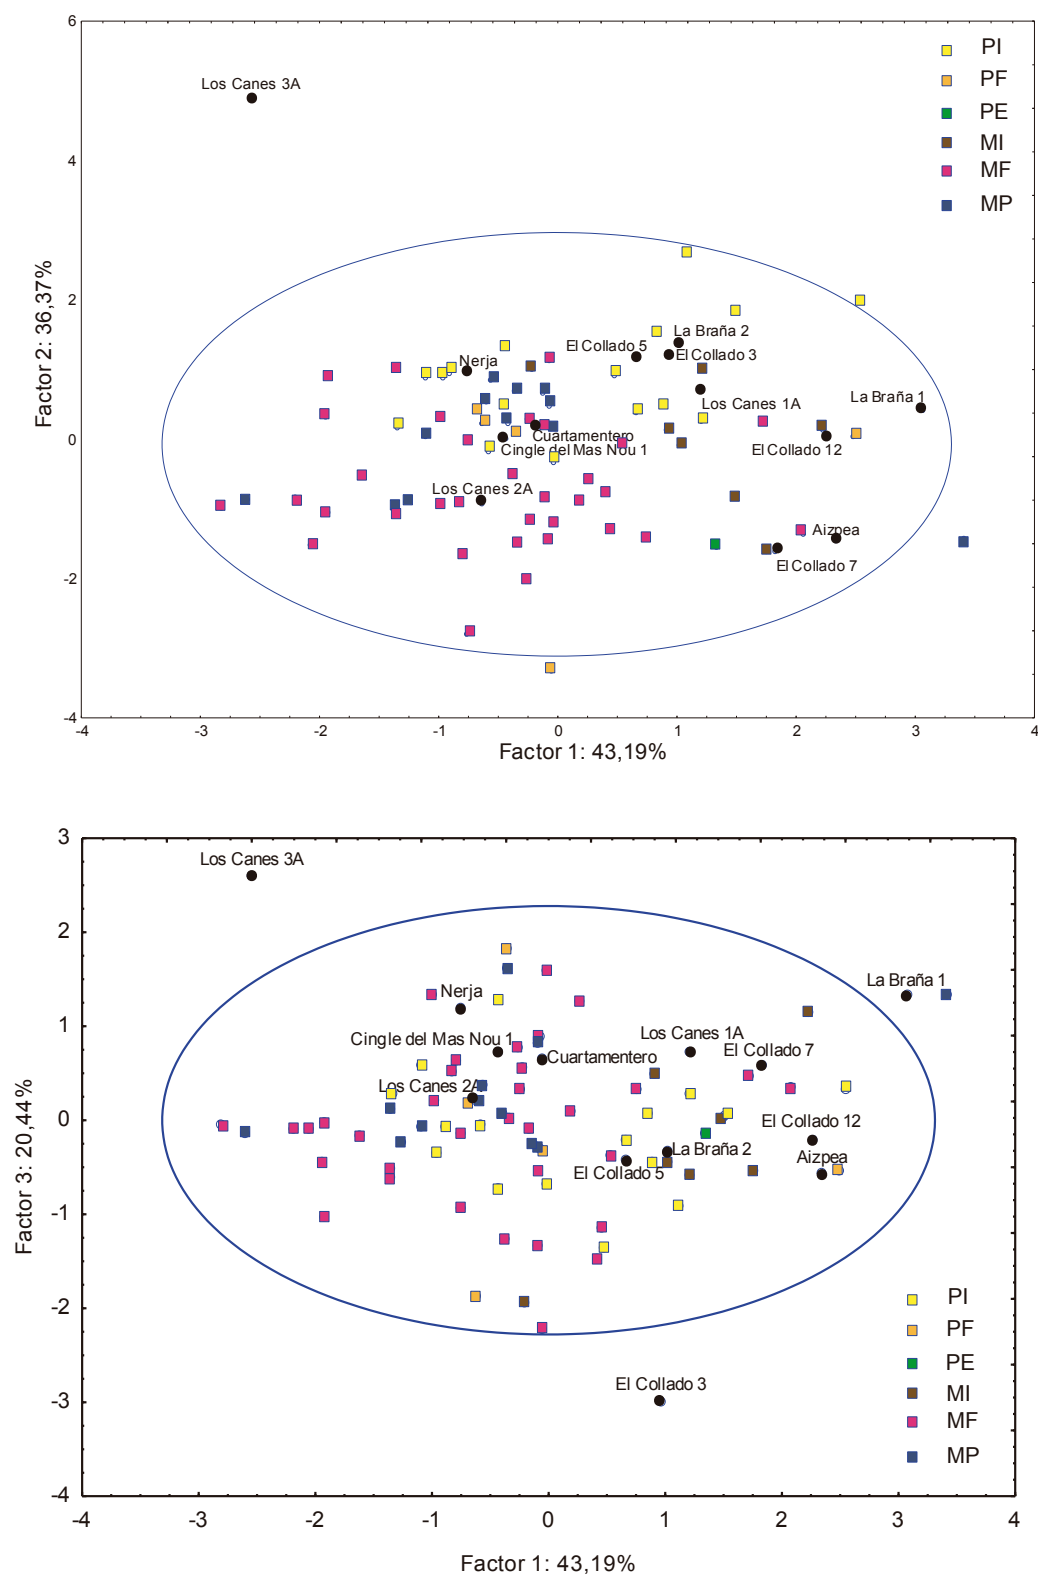 6
4
2
0
-2
-4
Factor 2: 36,37%
Los Canes 3A
PI
PF
PE
MI
MF
MP
La Braña 2
El Collado 5
El Collado 3
Nerja
La Braña 1
Los Canes 1A
Cuartamentero
El Collado 12
Cingle del Mas Nou 1
Los Canes 2A
Aizpea
El Collado 7
-4
-3
-2
-1
0
1
2
3
4
Factor 1: 43,19%
3
2
1
0
-1
-2
-3
-4
Factor 3: 20,44%
Los Canes 3A
La Braña 1
Nerja
Los Canes 1A
Cingle del Mas Nou 1
El Collado 7
Cuartamentero
Los Canes 2A
El Collado 12
La Braña 2
Aizpea
El Collado 5
PI
PF
PE
El Collado 3
MI
MF
MP
-4
-3
-2
-1
0
1
2
3
4
Factor 1: 43,19%